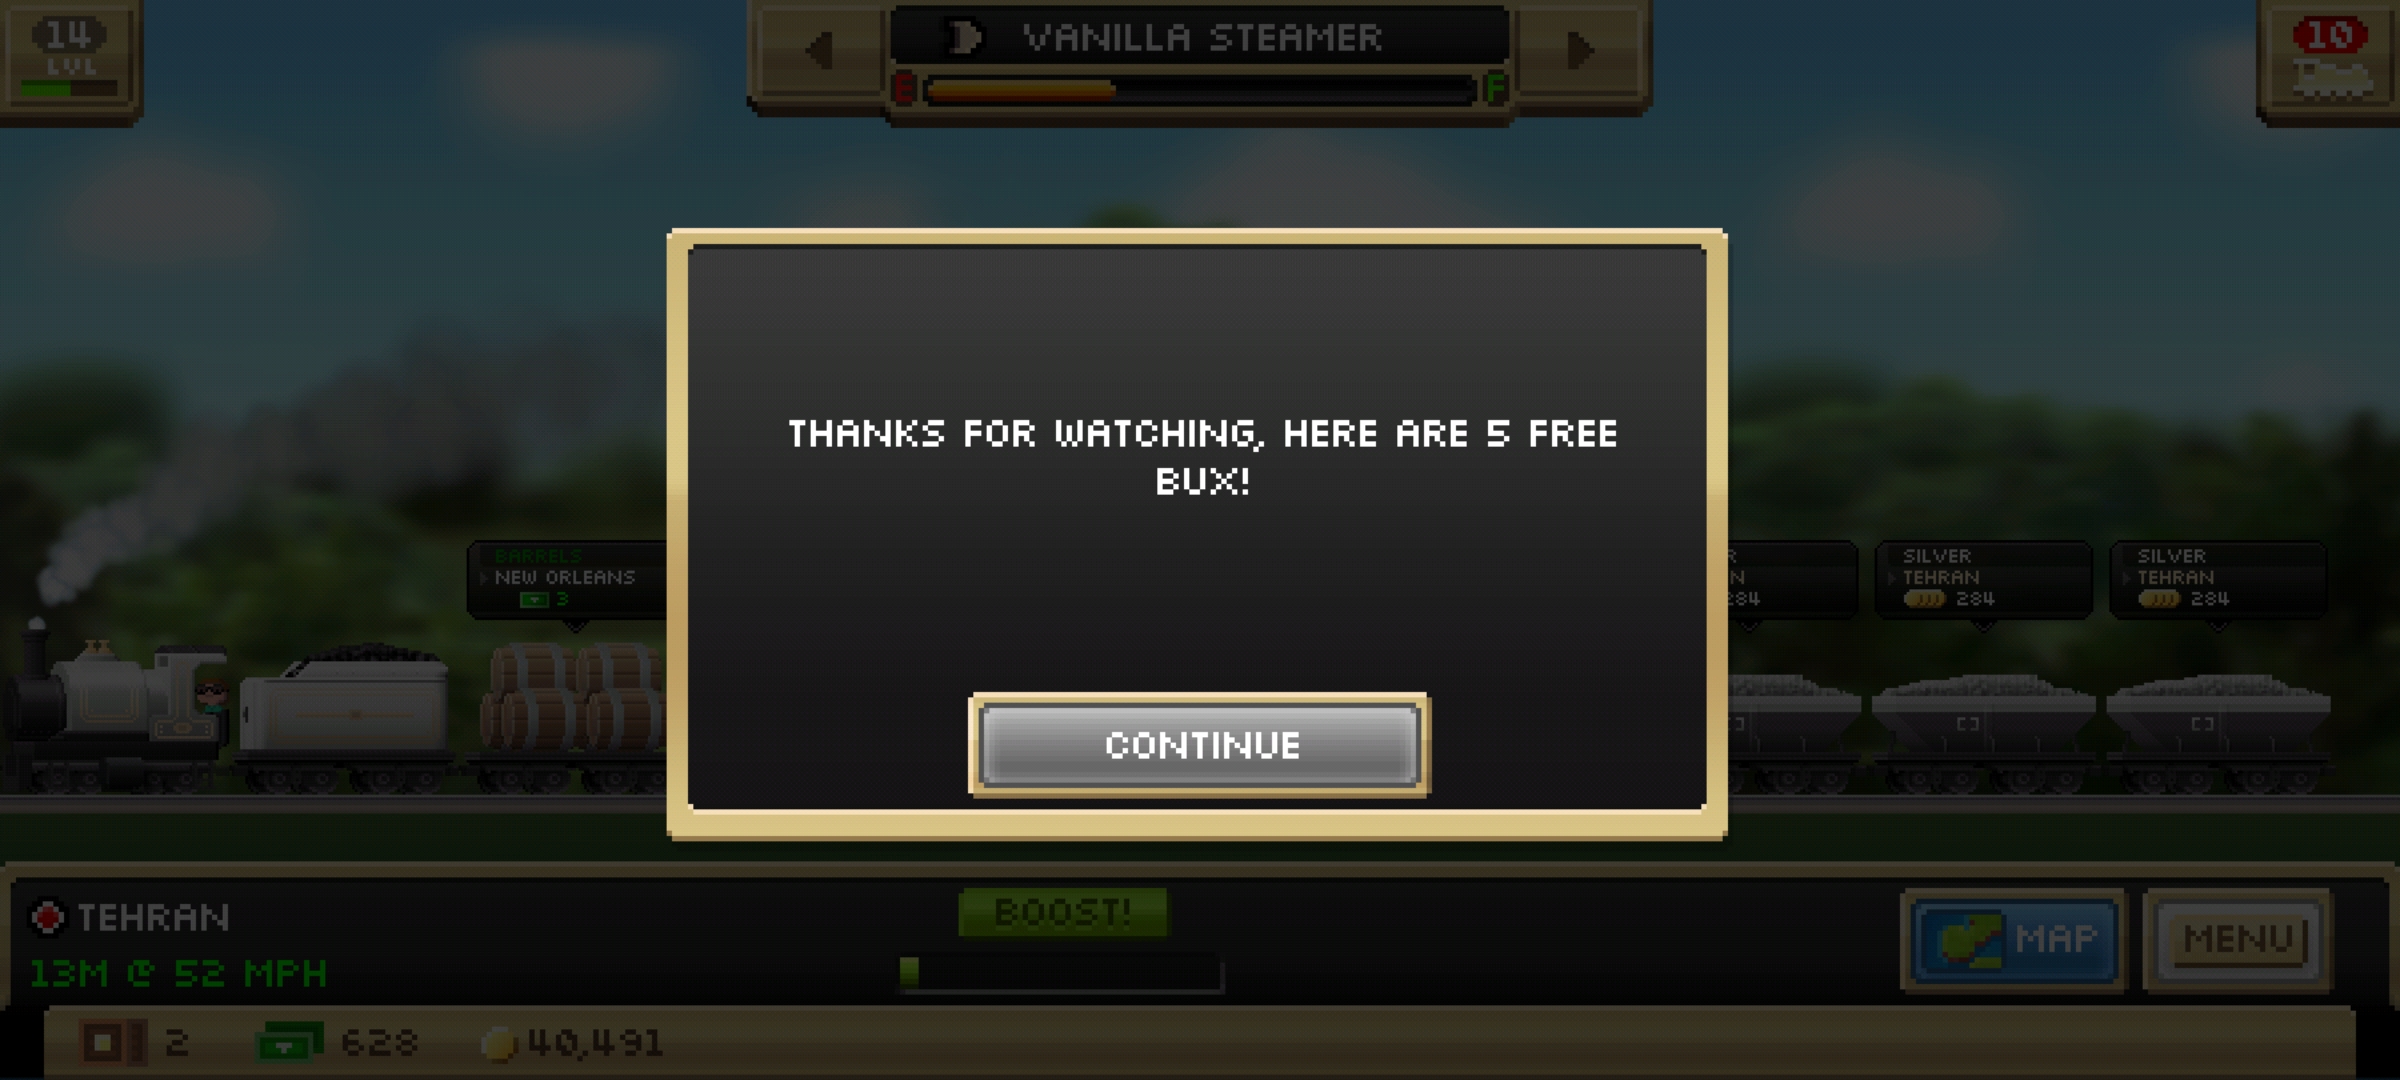 14
LVL
VANILLA STEAMER
E
F
10
THANKS FOR WATCHING, HERE ARE 5 FREE
BUX!
CONTINUE
BARRELS
NEW ORLEANS
3
284
SILVER
TEHRAN
284
SILVER
TEHRAN
284
TEHRAN
13M @ 52 MPH
BOOST!
MAP
MENU
2
628
40,491